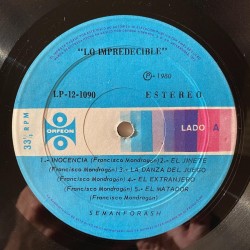 "LO IMPREDECIBLE"
℗-1980
LP-12-1090
ESTEREO
ORFEON
33⅓ RPM
LADO A
1.- INOCENCIA (Francisco Mondragón) 2.- EL JINETE
(Francisco Mondragón) 3.- LA DANZA DEL JUEGO
(Francisco Mondragón) 4.- EL EXTRANJERO
(Francisco Mondragón) 5.- EL MATADOR
(Francisco Mondragón)
SEMANFORASH